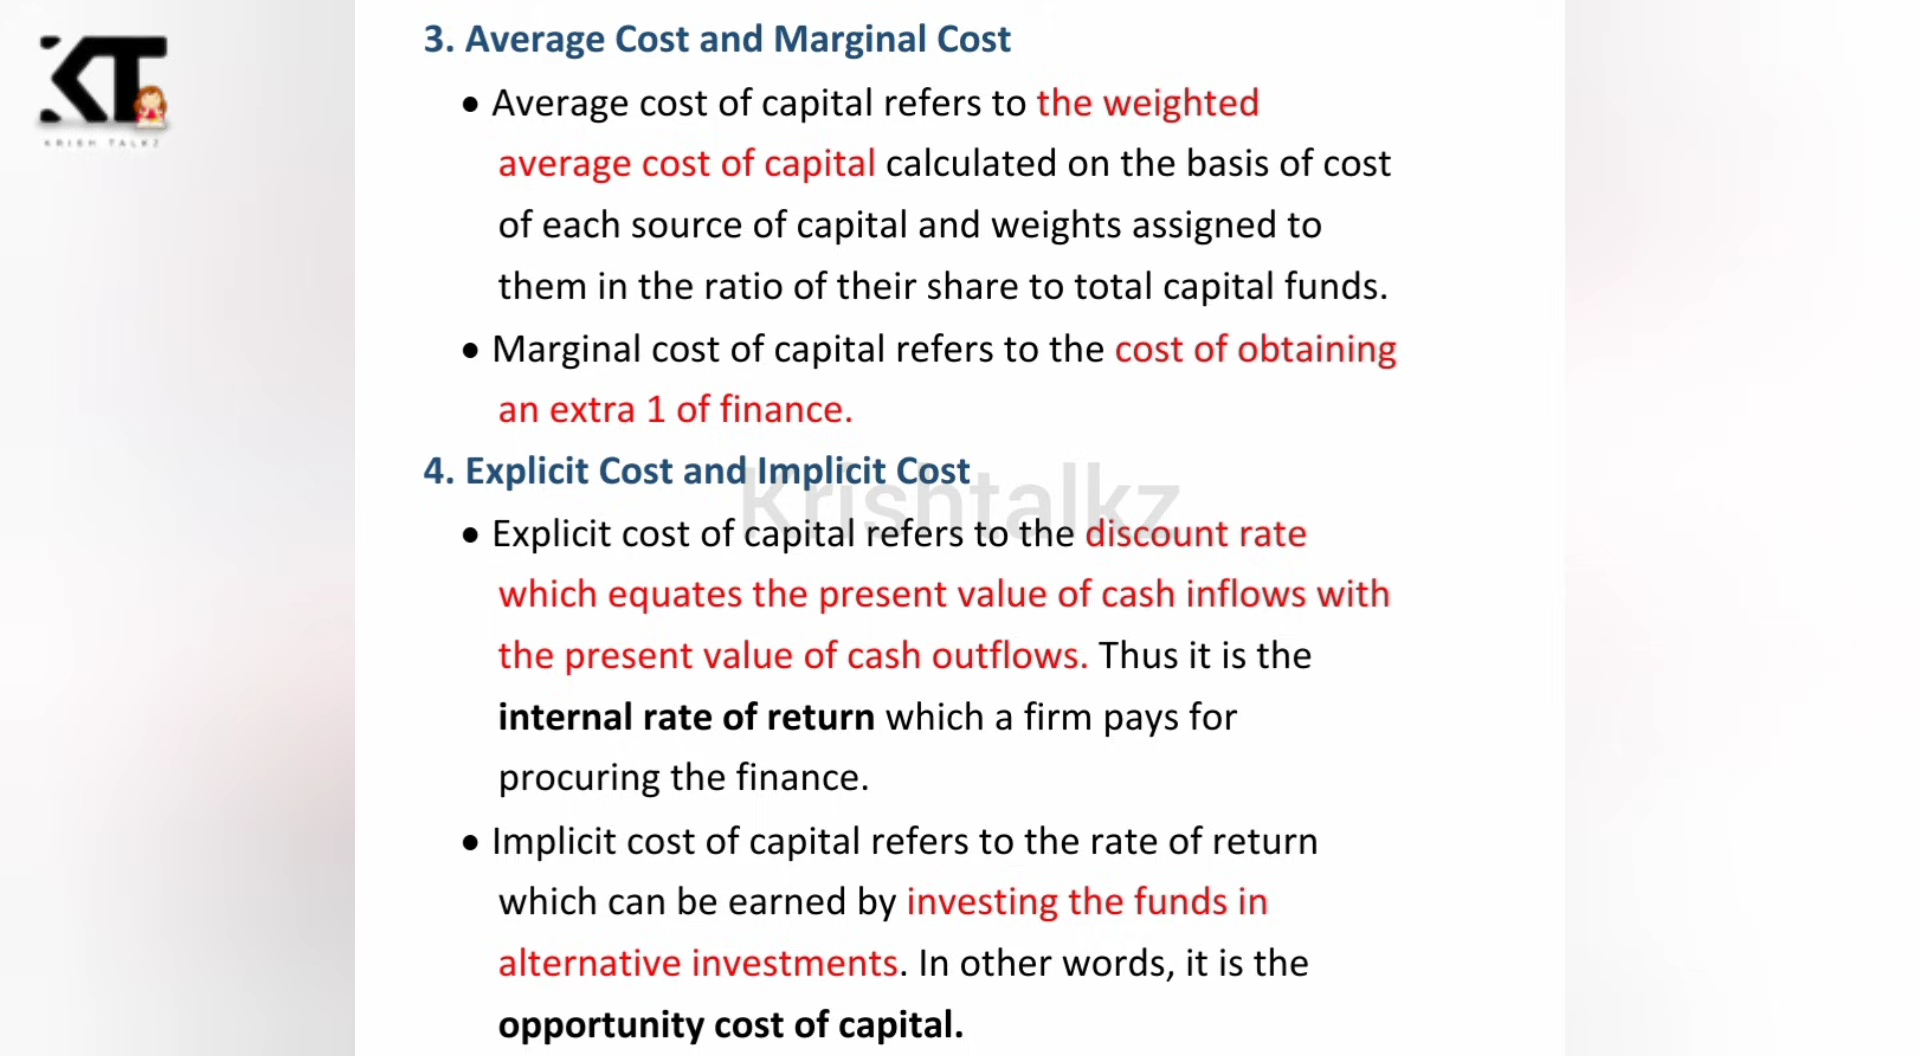 KT
KRISH TALKZ
3. Average Cost and Marginal Cost
• Average cost of capital refers to the weighted
average cost of capital calculated on the basis of cost
of each source of capital and weights assigned to
them in the ratio of their share to total capital funds.
• Marginal cost of capital refers to the cost of obtaining
an extra 1 of finance.
4. Explicit Cost and Implicit Cost
Krishtalkz
• Explicit cost of capital refers to the discount rate
which equates the present value of cash inflows with
the present value of cash outflows. Thus it is the
internal rate of return which a firm pays for
procuring the finance.
• Implicit cost of capital refers to the rate of return
which can be earned by investing the funds in
alternative investments. In other words, it is the
opportunity cost of capital.